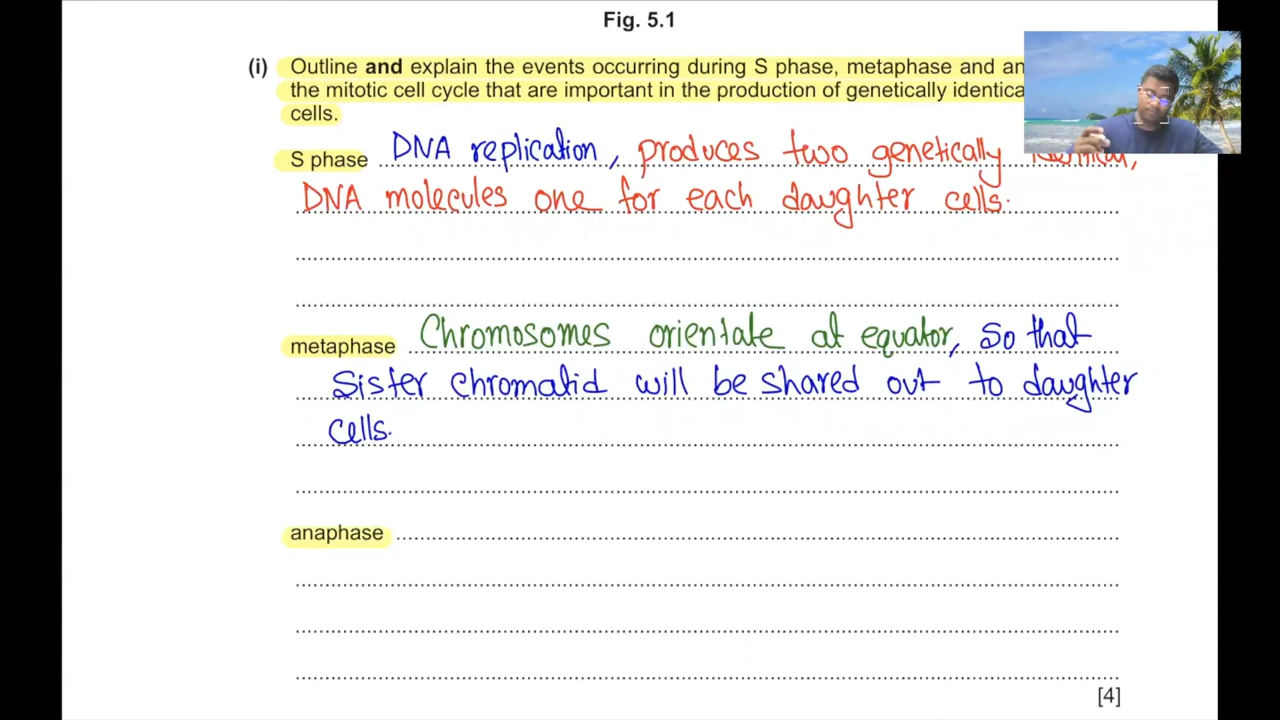 Fig. 5.1
(i) Outline and explain the events occurring during S phase, metaphase and an
the mitotic cell cycle that are important in the production of genetically identica
cells.
S phase DNA replication, produces two genetically identical,
DNA molecules one for each daughter cells.
metaphase Chromosomes orientate at equator, so that
Sister chromatid will be shared out to daughter
cells.
anaphase
[4]